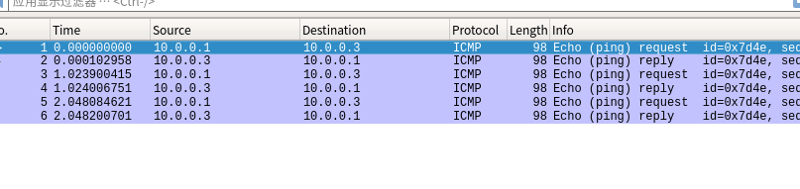 应用显示过滤器 … <Ctrl-/>
o. Time Source Destination Protocol Length Info
1 0.000000000 10.0.0.1 10.0.0.3 ICMP 98 Echo (ping) request id=0x7d4e, seq
2 0.000102958 10.0.0.3 10.0.0.1 ICMP 98 Echo (ping) reply id=0x7d4e, seq
3 1.023900415 10.0.0.1 10.0.0.3 ICMP 98 Echo (ping) request id=0x7d4e, seq
4 1.024006751 10.0.0.3 10.0.0.1 ICMP 98 Echo (ping) reply id=0x7d4e, seq
5 2.048084621 10.0.0.1 10.0.0.3 ICMP 98 Echo (ping) request id=0x7d4e, seq
6 2.048200701 10.0.0.3 10.0.0.1 ICMP 98 Echo (ping) reply id=0x7d4e, seq